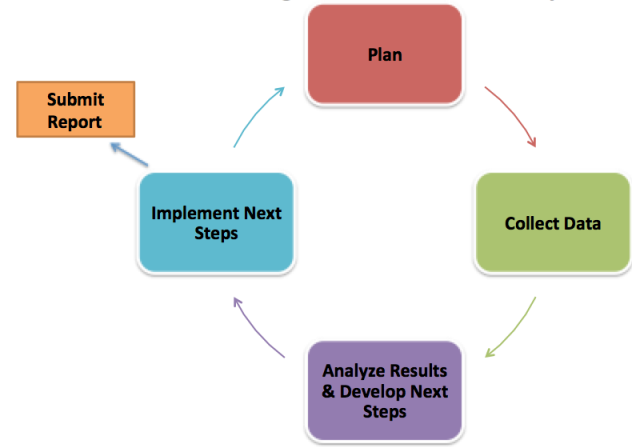 Plan
Submit
Report
Implement Next
Steps
Collect Data
Analyze Results
& Develop Next
Steps